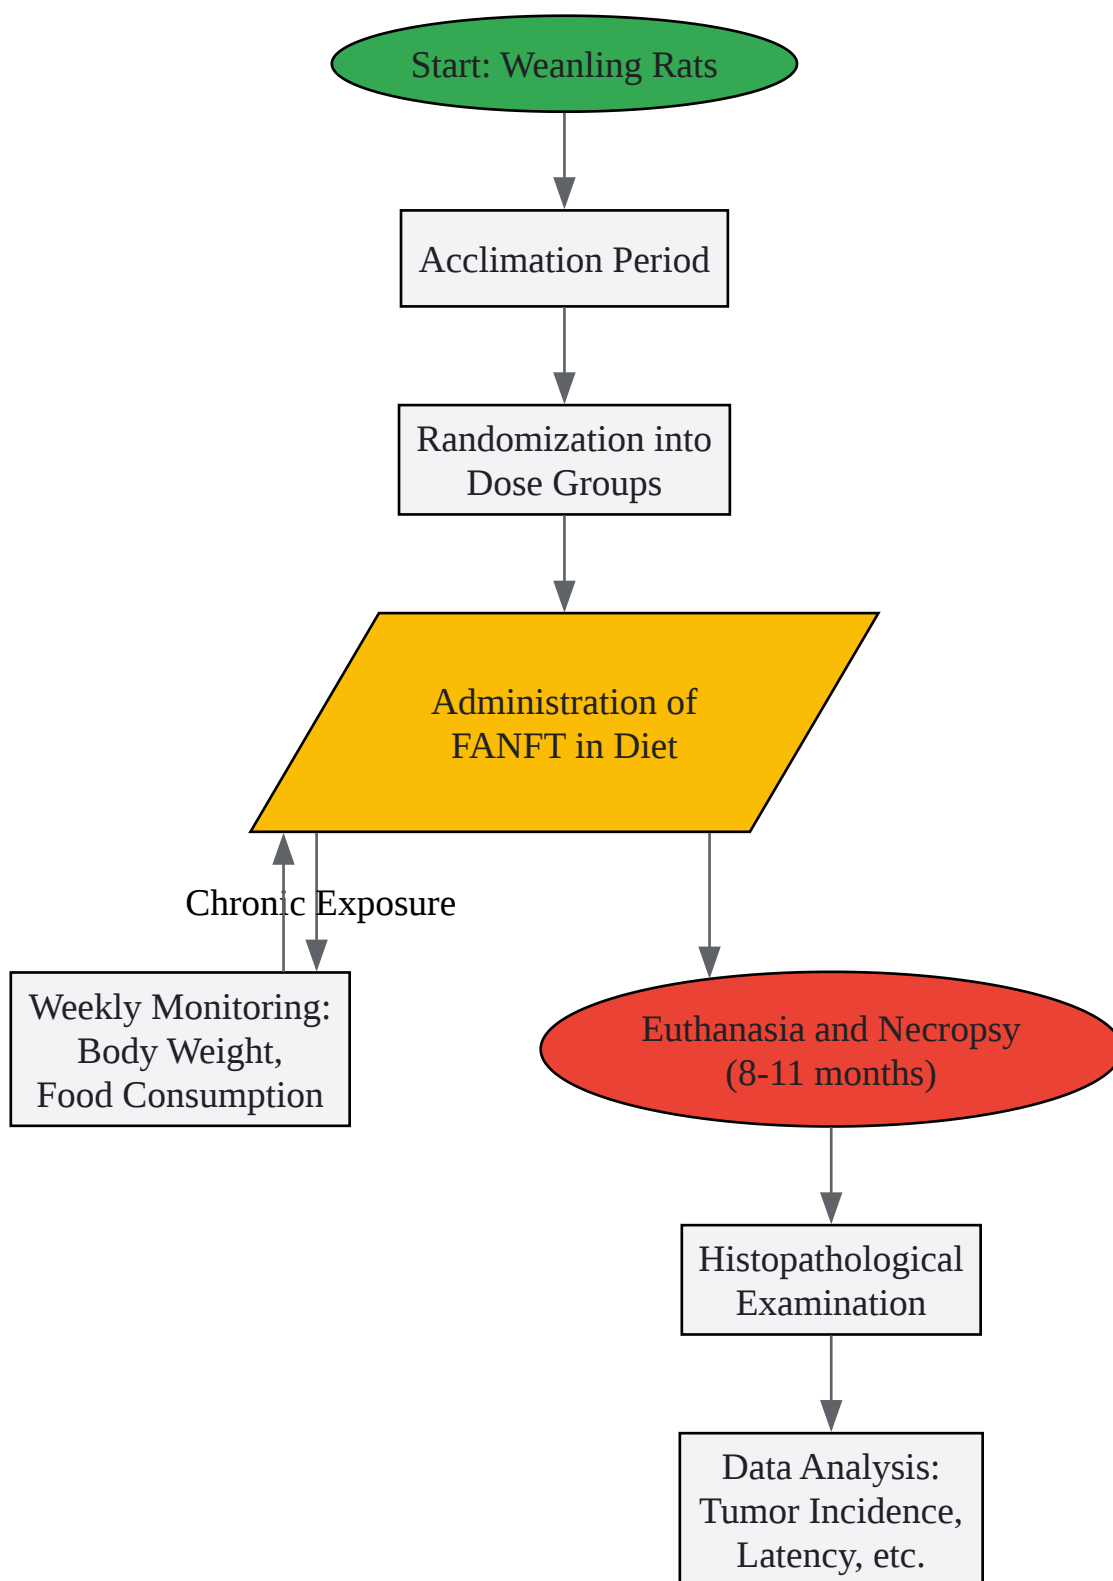 Start: Weanling Rats
Acclimation Period
Randomization into
Dose Groups
Administration of
FANFT in Diet
Chronic Exposure
Weekly Monitoring:
Body Weight,
Food Consumption
Euthanasia and Necropsy
(8-11 months)
Histopathological
Examination
Data Analysis:
Tumor Incidence,
Latency, etc.